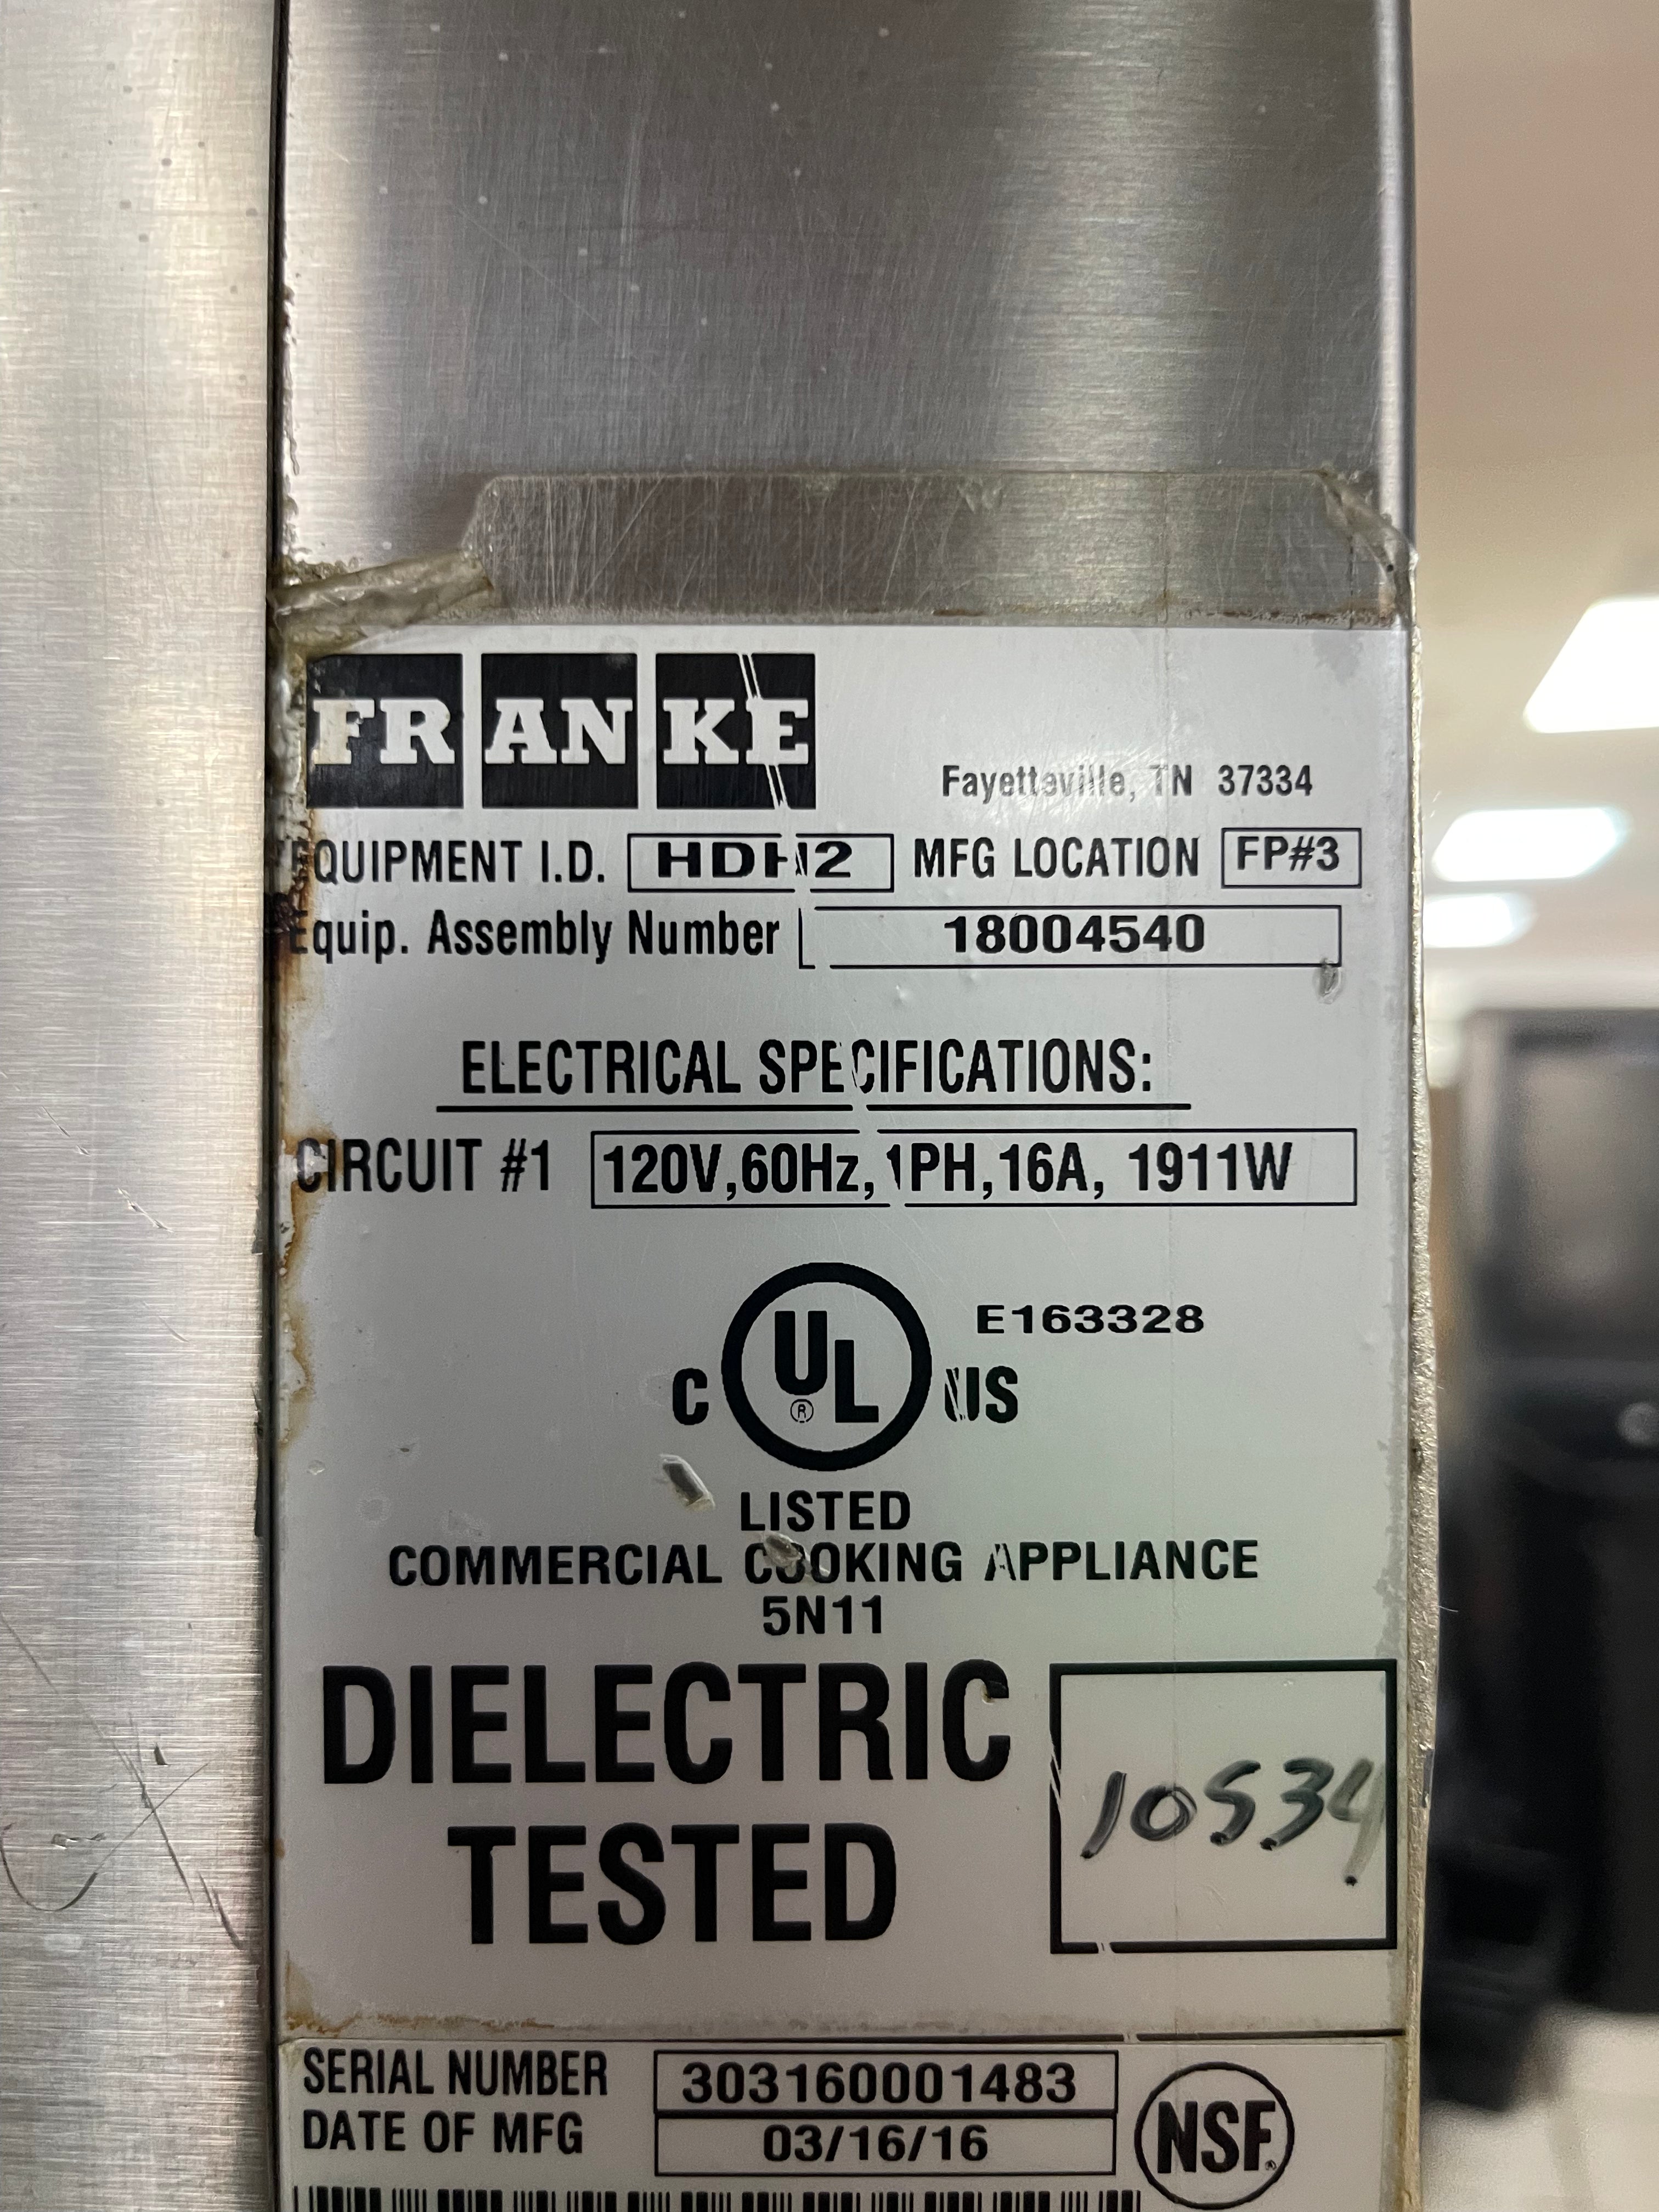 FRANKE
Fayetteville, TN 37334
EQUIPMENT I.D. HDH2 MFG LOCATION FP#3
Equip. Assembly Number 18004540
ELECTRICAL SPECIFICATIONS:
CIRCUIT #1 120V,60Hz,1PH,16A, 1911W
E163328
C UL ® US
LISTED
COMMERCIAL COOKING APPLIANCE
5N11
DIELECTRIC
TESTED
10534
SERIAL NUMBER 303160001483
DATE OF MFG 03/16/16
NSF®